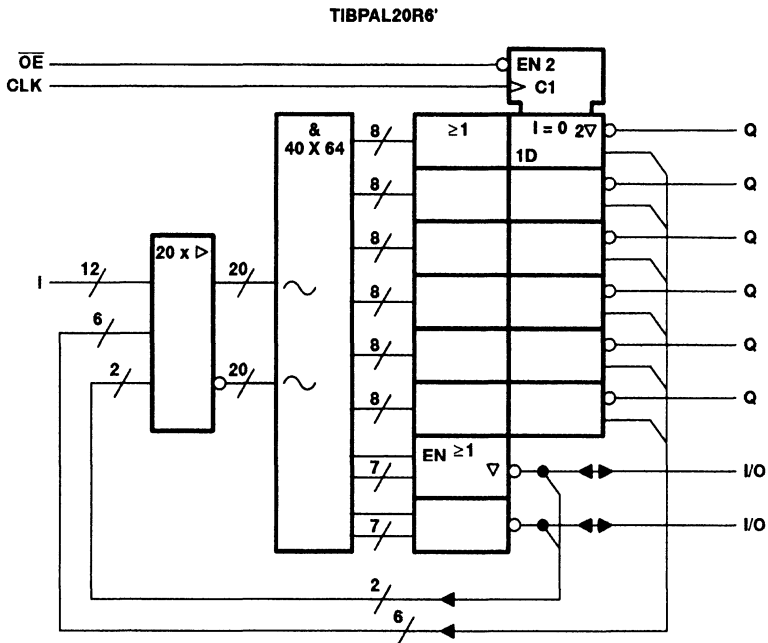 TIBPAL20R6'
OE
CLK
EN 2
C1
&
40 X 64
8
≥1
I = 0 2▽
1D
Q
8
Q
8
Q
20 x ▷
I
12
20
8
Q
6
8
Q
2
20
8
Q
EN ≥1
▽
7
I/O
7
I/O
2
6